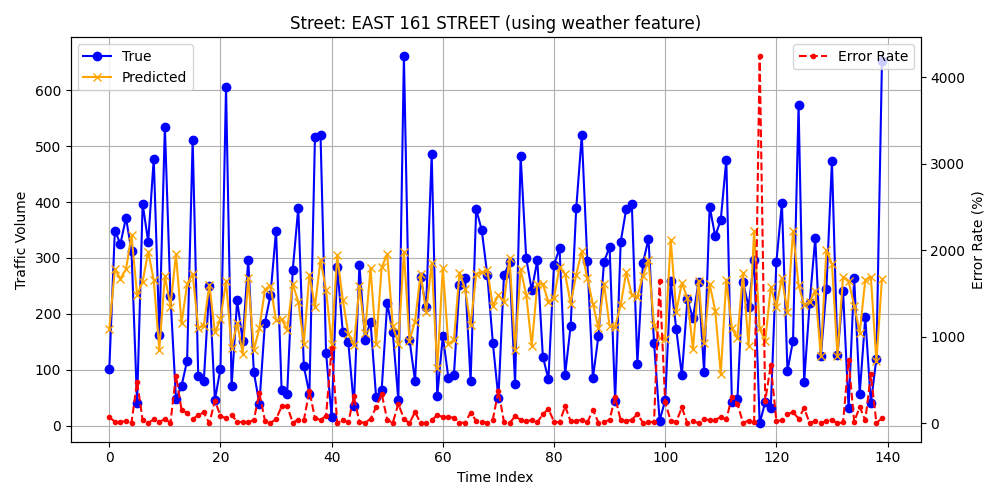 Street: EAST 161 STREET (using weather feature)
True
Predicted
Error Rate
Traffic Volume
600
500
400
300
200
100
0
4000
3000
2000
1000
0
Error Rate (%)
0 20 40 60 80 100 120 140
Time Index